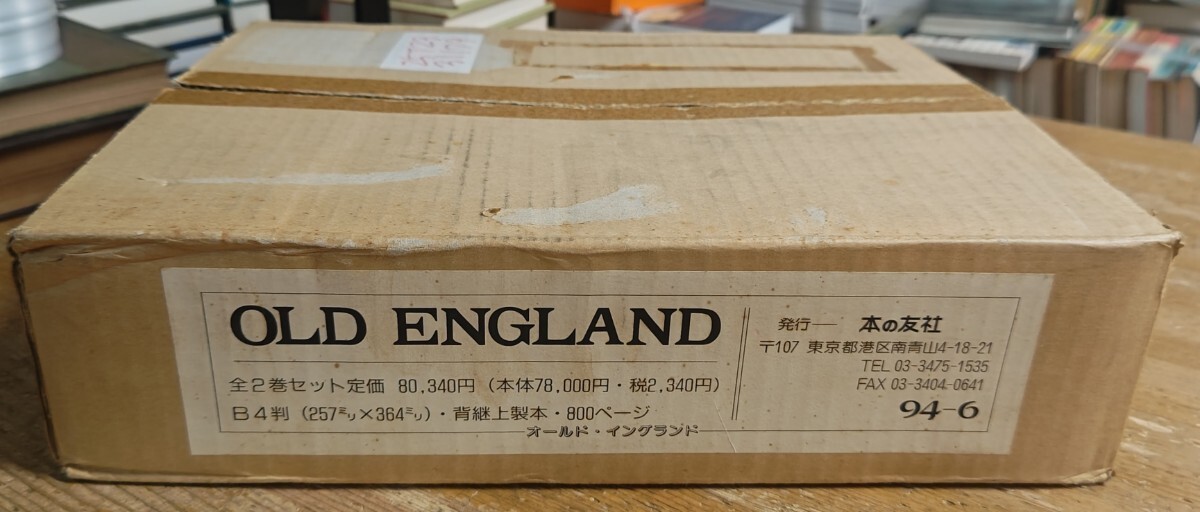 OLD ENGLAND
全2巻セット定価 80,340円（本体78,000円・税2,340円）
B4判（257㍉×364㍉）・背継上製本・800ページ
オールド・イングランド
発行── 本の友社
〒107 東京都港区南青山4-18-21
TEL 03-3475-1535
FAX 03-3404-0641
94-6